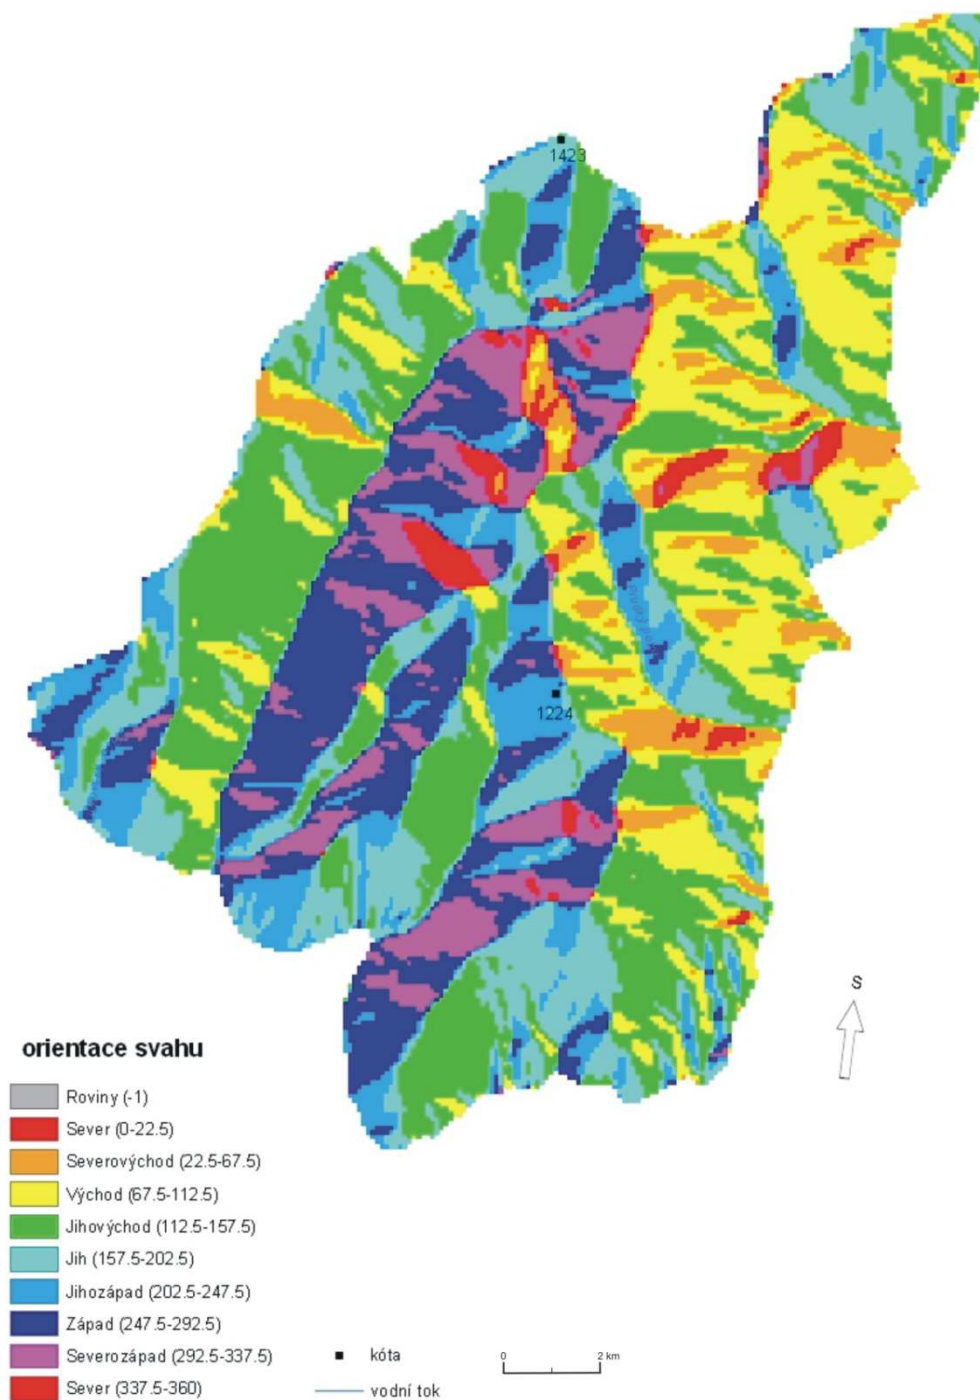 1423
1224
S
orientace svahu
Roviny (-1)
Sever (0-22.5)
Severovýchod (22.5-67.5)
Východ (67.5-112.5)
Jihovýchod (112.5-157.5)
Jih (157.5-202.5)
Jihozápad (202.5-247.5)
Západ (247.5-292.5)
Severozápad (292.5-337.5)
Sever (337.5-360)
kóta
vodní tok
0 2 km